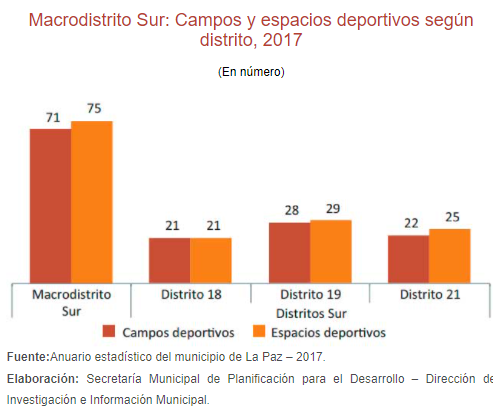 Macrodistrito Sur: Campos y espacios deportivos según
distrito, 2017
(En número)
71
75
21
21
28
29
22
25
Macrodistrito
Sur
Distrito 18
Distrito 19
Distrito 21
Distritos Sur
Campos deportivos
Espacios deportivos
Fuente:Anuario estadístico del municipio de La Paz – 2017.
Elaboración: Secretaría Municipal de Planificación para el Desarrollo – Dirección de
Investigación e Información Municipal.